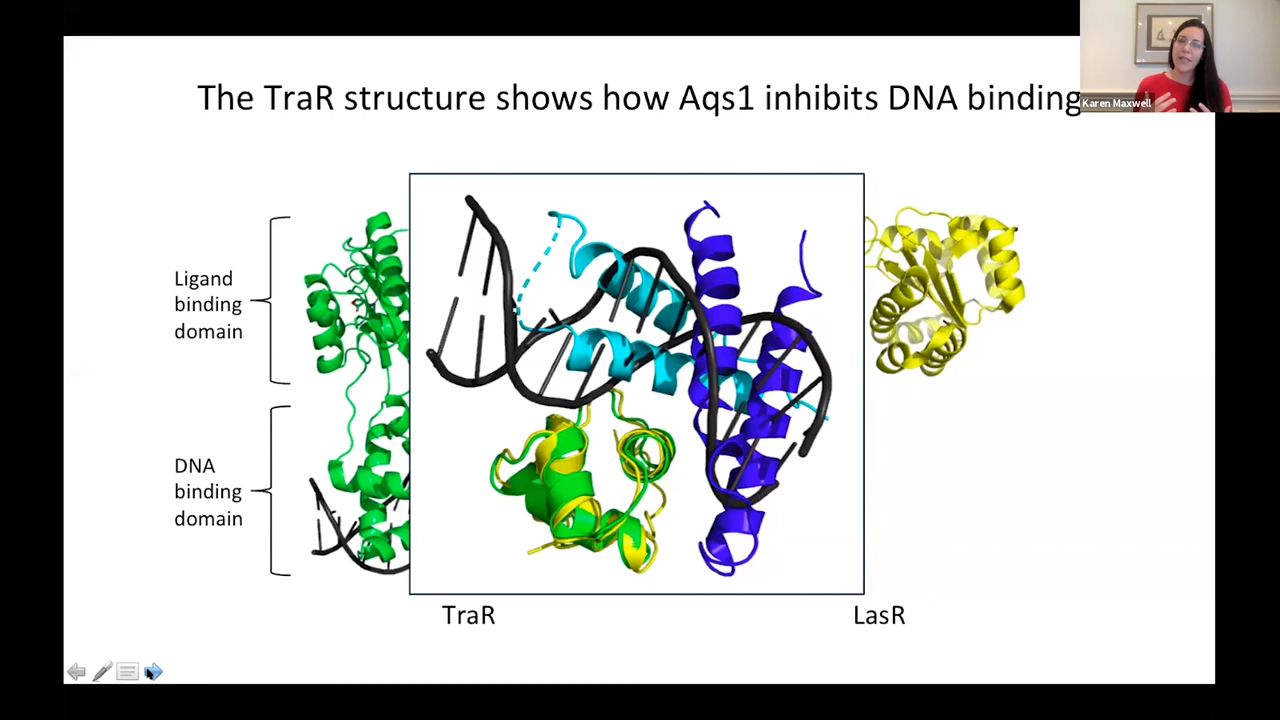 The TraR structure shows how Aqs1 inhibits DNA binding
Karen Maxwell
Ligand
binding
domain
DNA
binding
domain
TraR
LasR